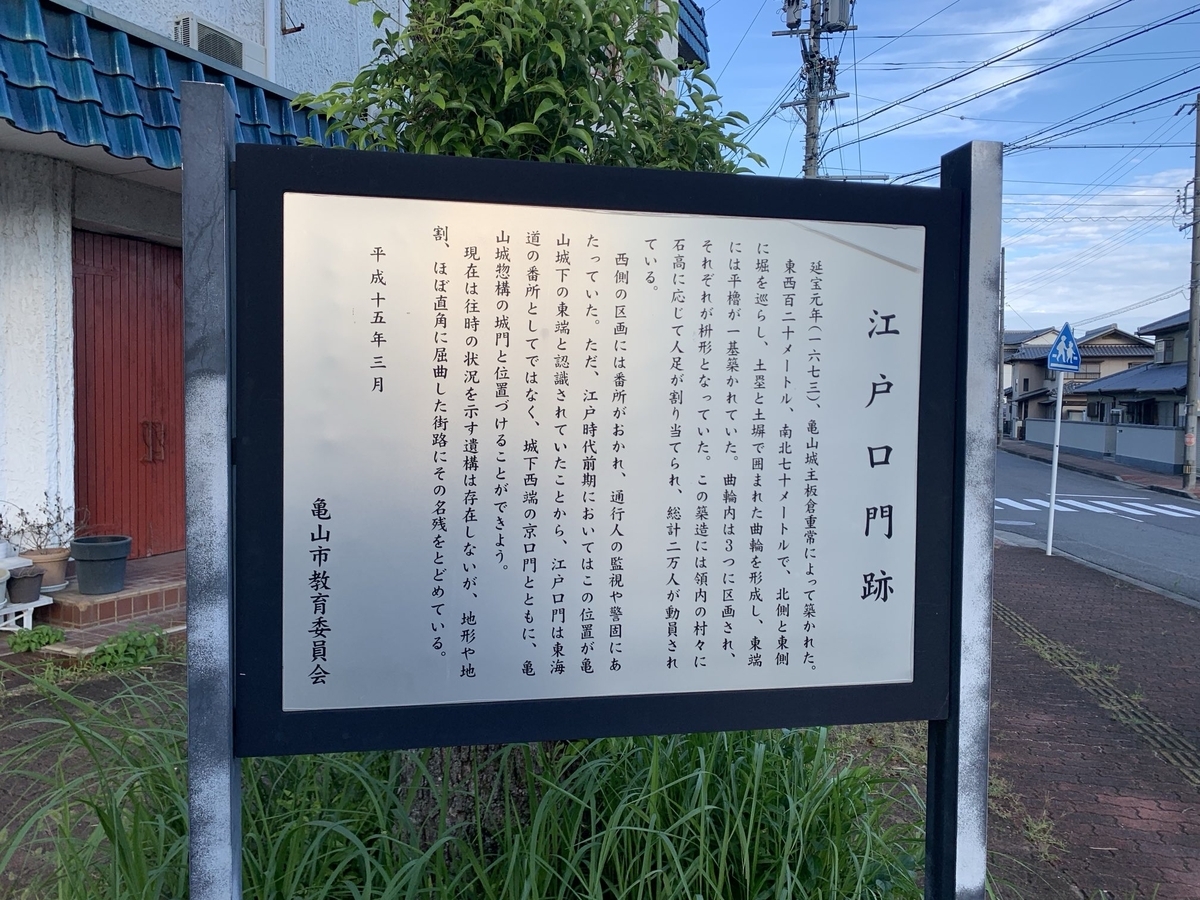 江戸口門跡
延宝元年(一六七三)、亀山城主板倉重常によって築かれた。
東西百二十メートル、南北七十メートルで、北側と東側
に堀を巡らし、土塁と土塀で囲まれた曲輪を形成し、東端
には平櫓が一基築かれていた。曲輪内は3つに区画され、
それぞれが枡形となっていた。この築造には領内の村々に
石高に応じて人足が割り当てられ、総計二万人が動員され
ている。
西側の区画には番所がおかれ、通行人の監視や警固にあ
たっていた。ただ、江戸時代前期においてはこの位置が亀
山城下の東端と認識されていたことから、江戸口門は東海
道の番所としてではなく、城下西端の京口門とともに、亀
山城惣構の城門と位置づけることができよう。
現在は往時の状況を示す遺構は存在しないが、地形や地
割、ほぼ直角に屈曲した街路にその名残をとどめている。
平成十五年三月
亀山市教育委員会